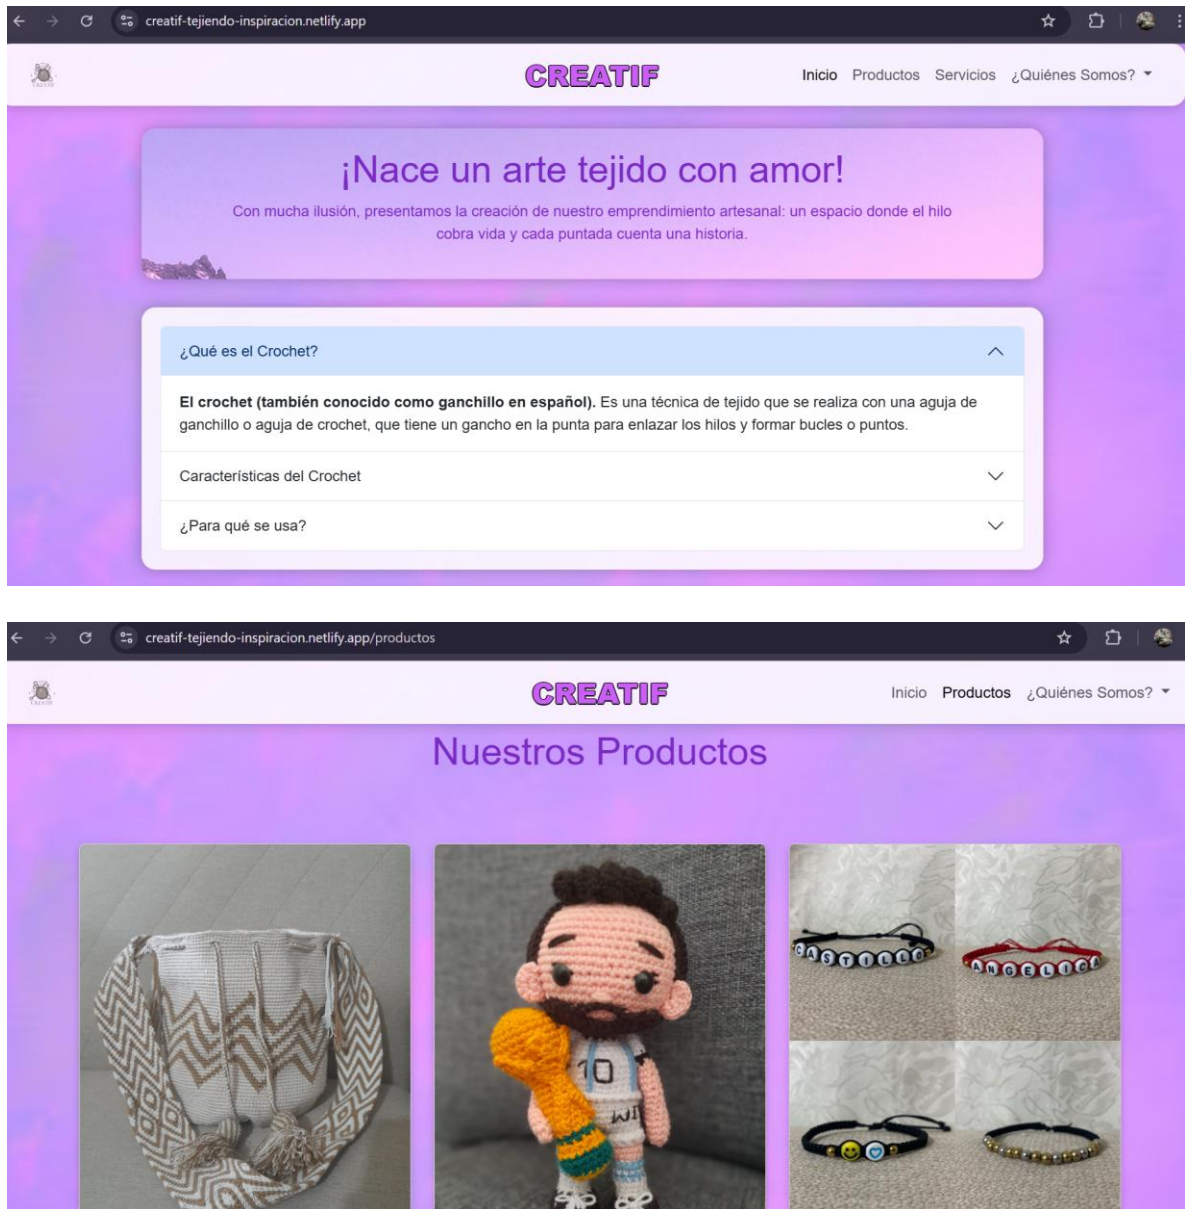 creatif-tejiendo-inspiracion.netlify.app
CREATIF
CREATIF
Inicio Productos Servicios ¿Quiénes Somos?
¡Nace un arte tejido con amor!
Con mucha ilusión, presentamos la creación de nuestro emprendimiento artesanal: un espacio donde el hilo
cobra vida y cada puntada cuenta una historia.
¿Qué es el Crochet?
El crochet (también conocido como ganchillo en español). Es una técnica de tejido que se realiza con una aguja de
ganchillo o aguja de crochet, que tiene un gancho en la punta para enlazar los hilos y formar bucles o puntos.
Características del Crochet
¿Para qué se usa?
creatif-tejiendo-inspiracion.netlify.app/productos
CREATIF
CREATIF
Inicio Productos ¿Quiénes Somos?
Nuestros Productos
CASTILLO
ANGELICA
10